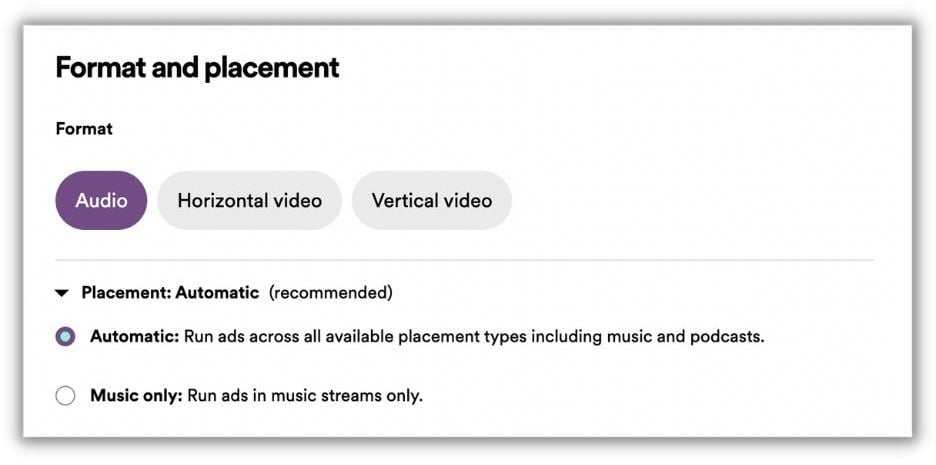 Format and placement
Format
Audio Horizontal video Vertical video
Placement: Automatic (recommended)
Automatic: Run ads across all available placement types including music and podcasts.
Music only: Run ads in music streams only.